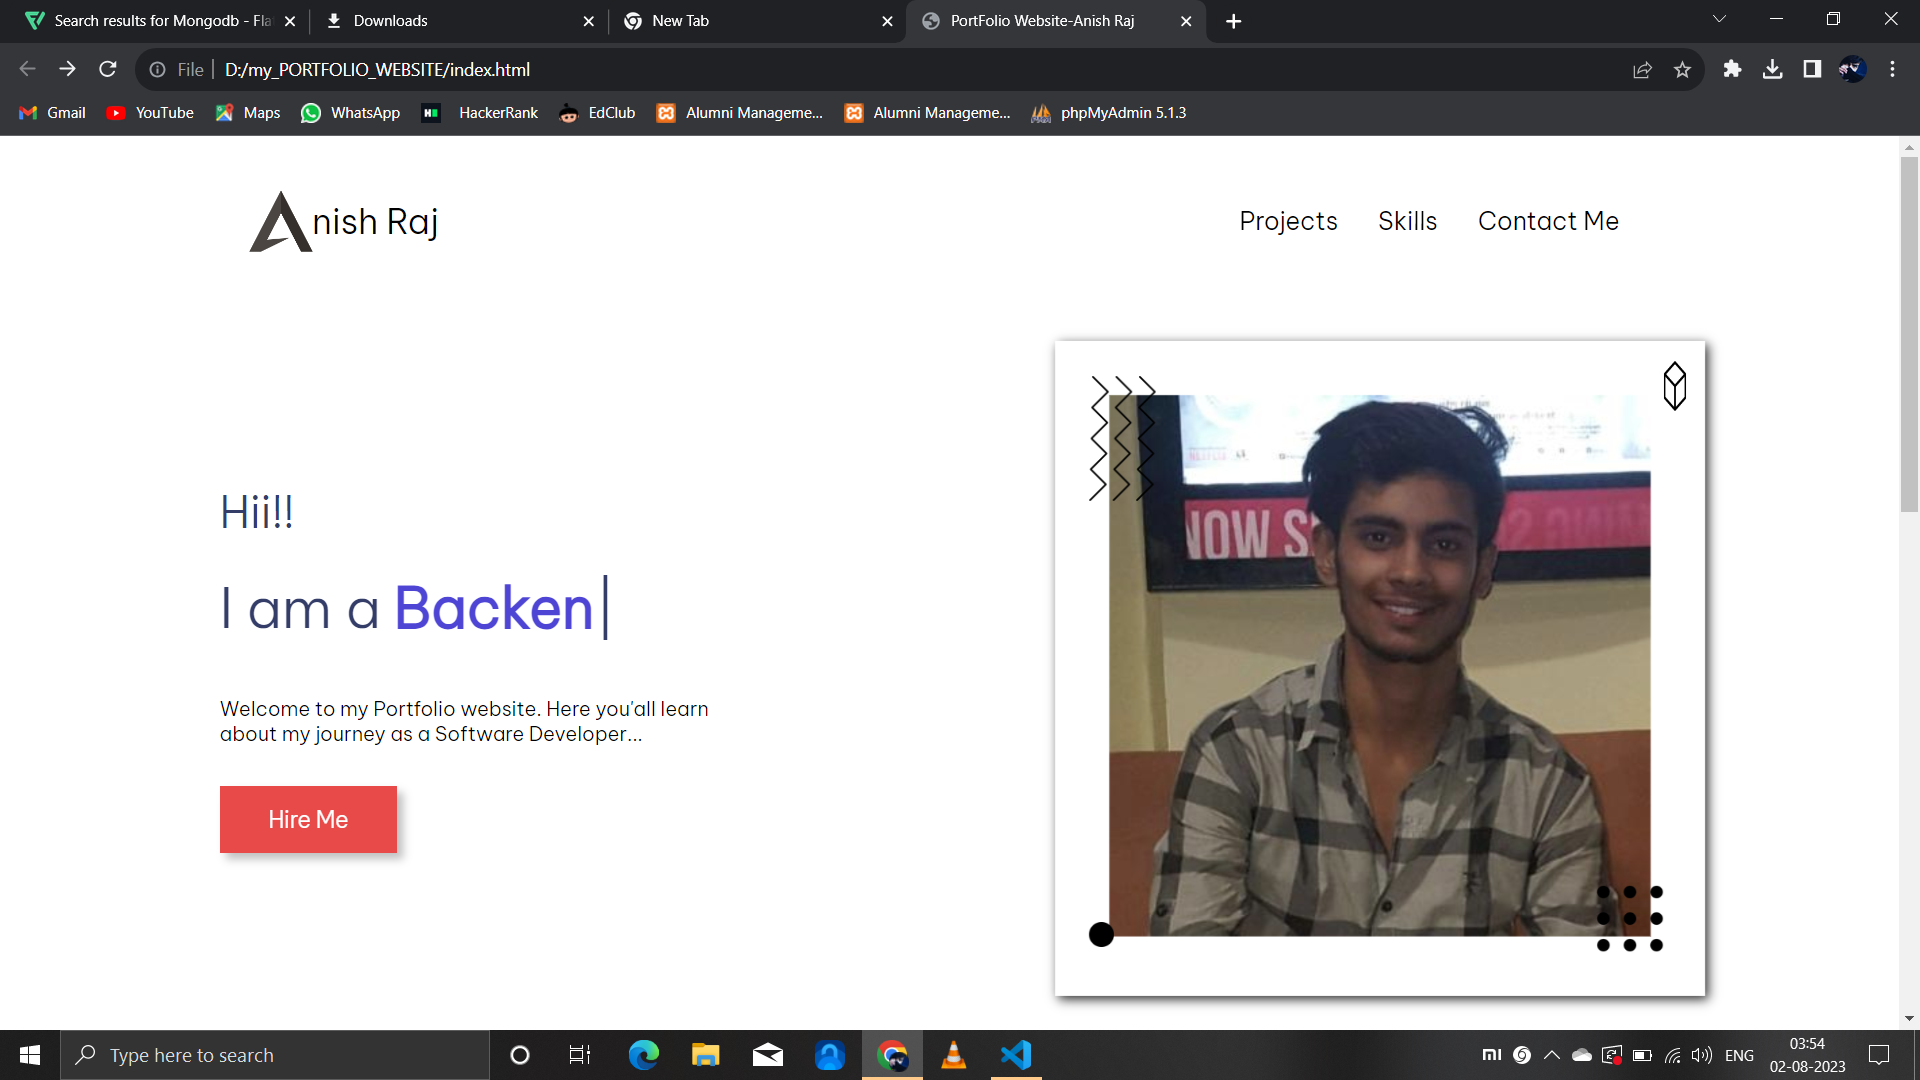 Search results for Mongodb - Fla
Downloads
New Tab
PortFolio Website-Anish Raj
File
D:/my_PORTFOLIO_WEBSITE/index.html
Gmail
YouTube
Maps
WhatsApp
HackerRank
EdClub
Alumni Manageme...
Alumni Manageme...
phpMyAdmin 5.1.3
Anish Raj
Projects
Skills
Contact Me
NOW S
Hii!!
I am a Backen
Welcome to my Portfolio website. Here you'all learn
about my journey as a Software Developer...
Hire Me
Type here to search
ENG
03:54
02-08-2023